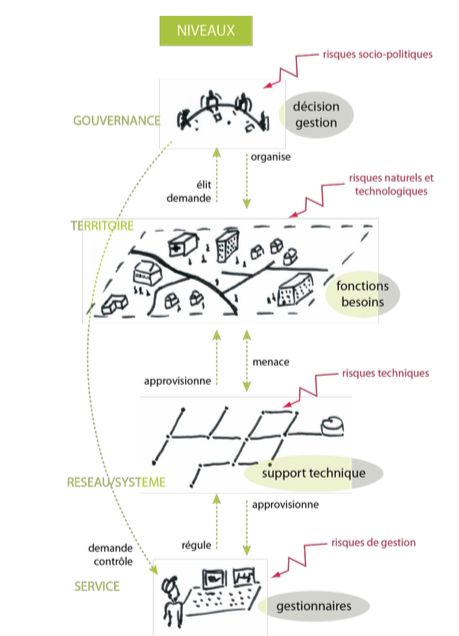 NIVEAUX
risques socio-politiques
décision
gestion
GOUVERNANCE
organise
élit
demande
risques naturels et
technologiques
TERRITOIRE
fonctions
besoins
menace
approvisionne
risques techniques
support technique
RESEAU/SYSTEME
approvisionne
régule
demande
contrôle
risques de gestion
SERVICE
gestionnaires